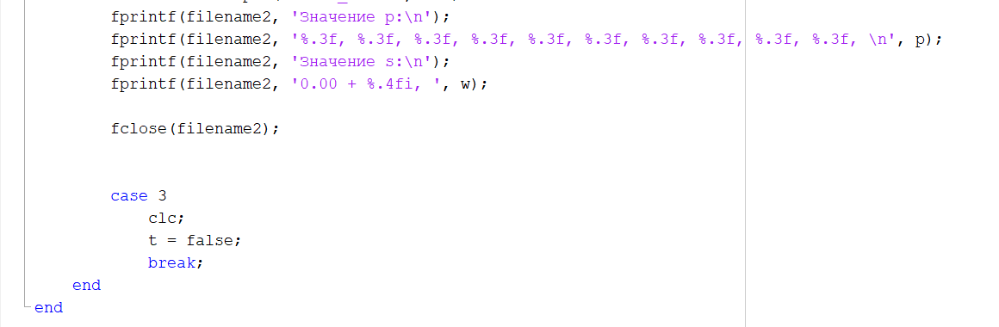 fprintf(filename2, 'Значение p:\n');
fprintf(filename2, '%.3f, %.3f, %.3f, %.3f, %.3f, %.3f, %.3f, %.3f, %.3f, %.3f, \n', p);
fprintf(filename2, 'Значение s:\n');
fprintf(filename2, '0.00 + %.4fi, ', w);
fclose(filename2);
case 3
clc;
t = false;
break;
end
end